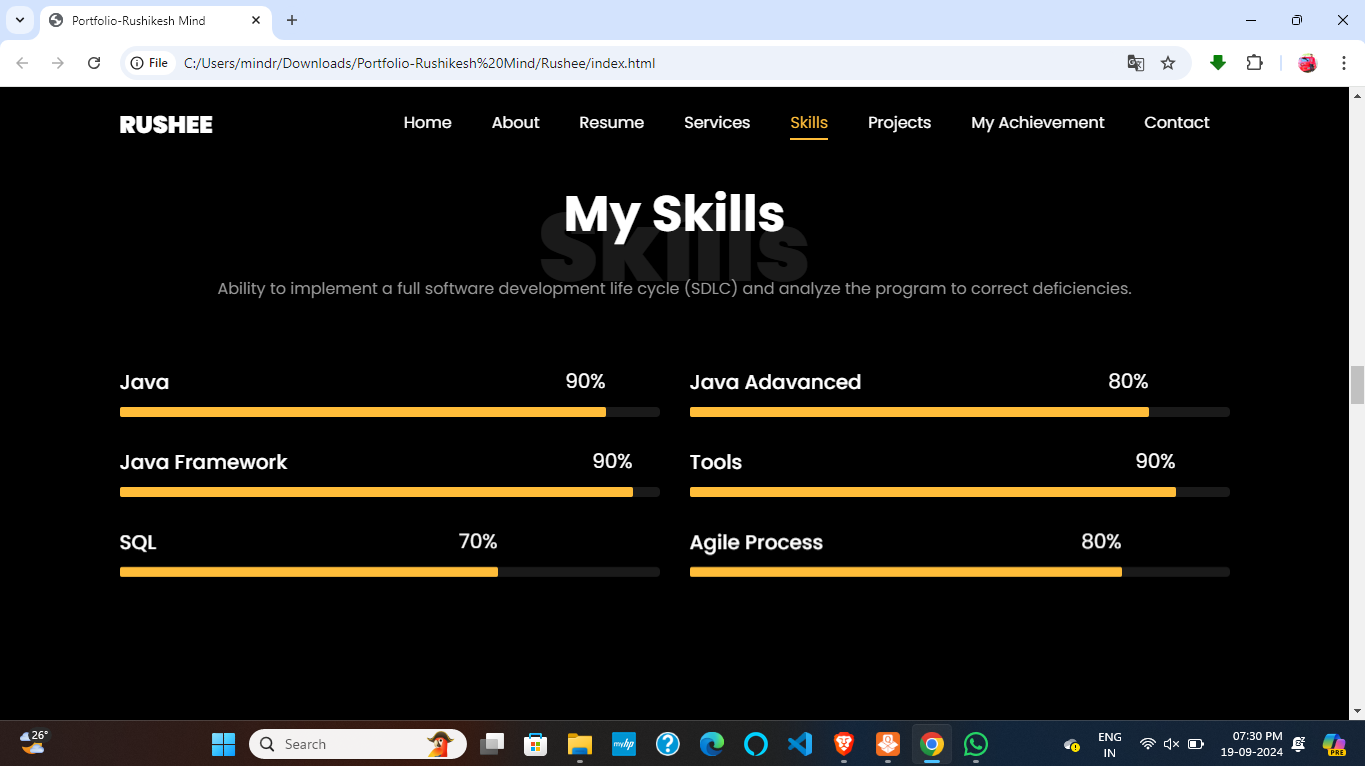 Portfolio-Rushikesh Mind
File C:/Users/mindr/Downloads/Portfolio-Rushikesh%20Mind/Rushee/index.html
RUSHEE Home About Resume Services Skills Projects My Achievement Contact
Skills
My Skills
Ability to implement a full software development life cycle (SDLC) and analyze the program to correct deficiencies.
Java 90% Java Adavanced 80%
Java Framework 90% Tools 90%
SQL 70% Agile Process 80%
26°
Search
myhp
ENG
IN
07:30 PM
19-09-2024
PRE